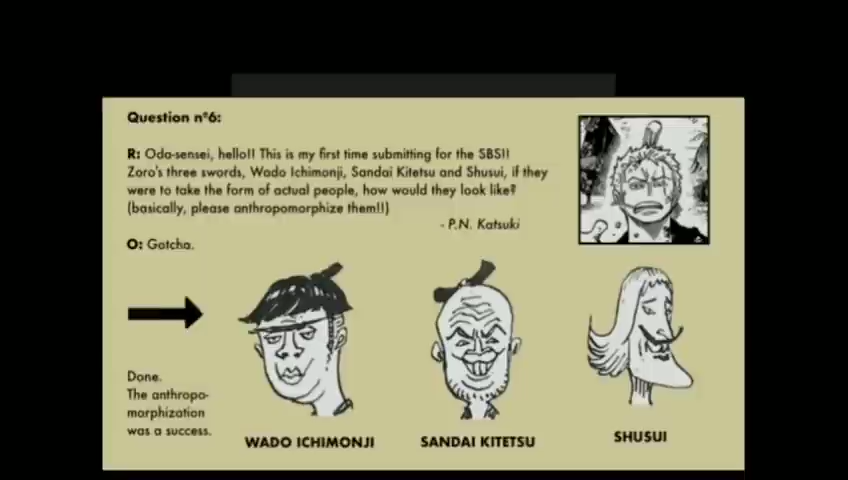 Question nº6:
R: Oda-sensei, hello!! This is my first time submitting for the SBS!!
Zoro's three swords, Wado Ichimonji, Sandai Kitetsu and Shusui, if they
were to take the form of actual people, how would they look like?
(basically, please anthropomorphize them!!)
- P.N. Katsuki
O: Gotcha.
Done.
The anthropo-
morphization
was a success.
WADO ICHIMONJI
SANDAI KITETSU
SHUSUI